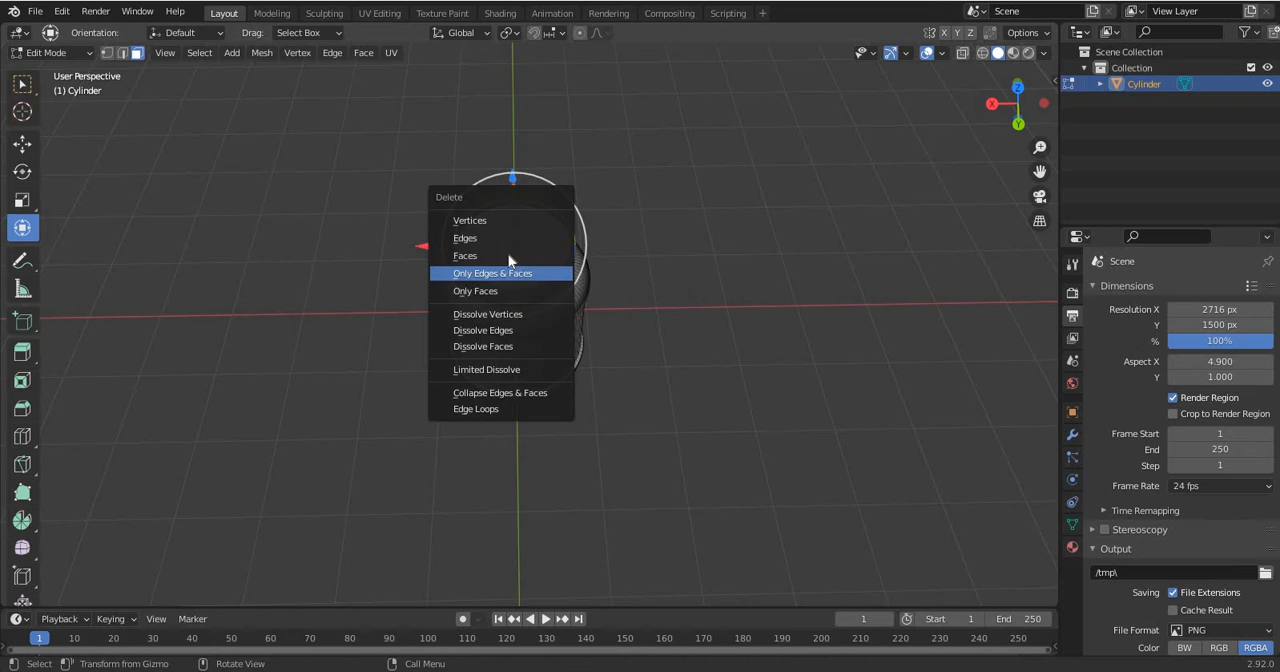 File Edit Render Window Help Layout Modeling Sculpting UV Editing Texture Paint Shading Animation Rendering Compositing Scripting + Scene View Layer
Orientation: Default Drag: Select Box Global X Y Z Options
Edit Mode View Select Add Mesh Vertex Edge Face UV
User Perspective
(1) Cylinder
Z
X
Y
Scene Collection
Collection
Cylinder
Delete
Vertices
Edges
Faces
Only Edges & Faces
Only Faces
Dissolve Vertices
Dissolve Edges
Dissolve Faces
Limited Dissolve
Collapse Edges & Faces
Edge Loops
Scene
Dimensions
Resolution X 2716 px
Y 1500 px
% 100%
Aspect X 4.900
Y 1.000
Render Region
Crop to Render Region
Frame Start 1
End 250
Step 1
Frame Rate 24 fps
Time Remapping
Stereoscopy
Output
/tmp\
Saving File Extensions
Cache Result
File Format PNG
Color BW RGB RGBA
Playback Keying View Marker 1 Start 1 End 250
1 10 20 30 40 50 60 70 80 90 100 110 120 130 140 150 160 170 180 190 200 210 220 230 240 250
Select Transform from Gizmo Rotate View Call Menu 2.92.0